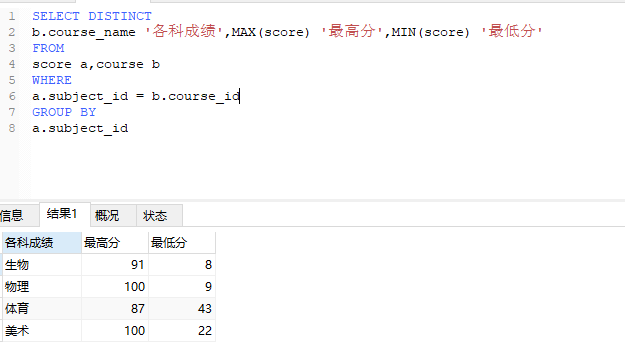 1 SELECT DISTINCT
2 b.course_name '各科成绩',MAX(score) '最高分',MIN(score) '最低分'
3 FROM
4 score a,course b
5 WHERE
6 a.subject_id = b.course_id
7 GROUP BY
8 a.subject_id
信息 结果1 概况 状态
各科成绩 最高分 最低分
生物 91 8
物理 100 9
体育 87 43
美术 100 22